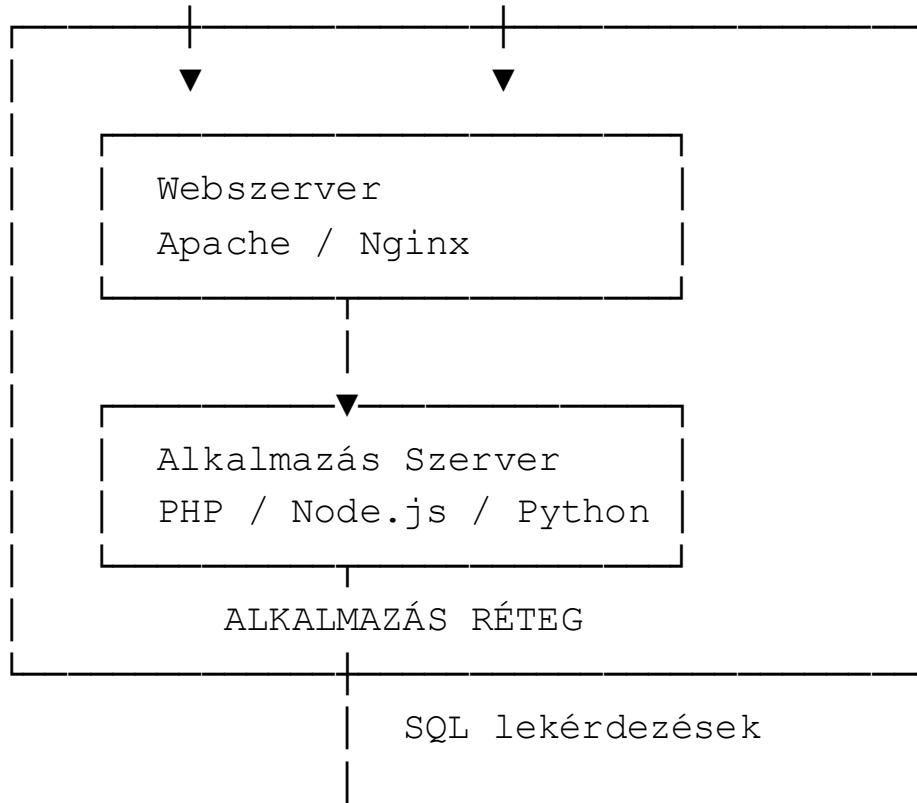 Webszerver
Apache / Nginx
Alkalmazás Szerver
PHP / Node.js / Python
ALKALMAZÁS RÉTEG
SQL lekérdezések